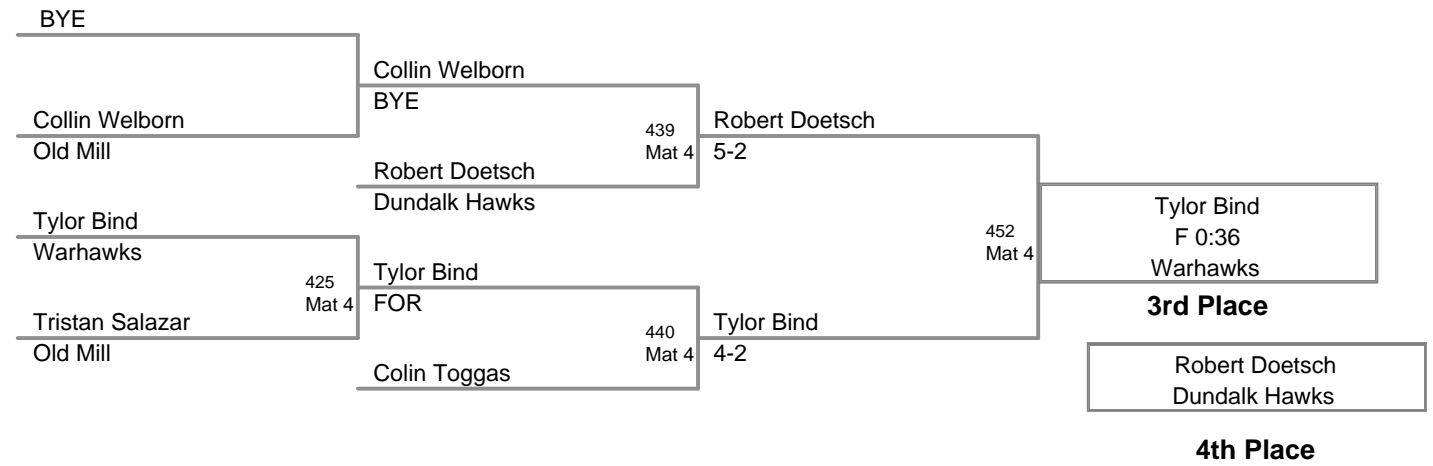 BYE
Collin Welborn
BYE
Collin Welborn
Old Mill
439
Mat 4
Robert Doetsch
5-2
Robert Doetsch
Dundalk Hawks
Tylor Bind
Warhawks
425
Mat 4
Tylor Bind
FOR
Tristan Salazar
Old Mill
440
Mat 4
Tylor Bind
4-2
Colin Toggas
452
Mat 4
Tylor Bind
F 0:36
Warhawks
3rd Place
Robert Doetsch
Dundalk Hawks
4th Place